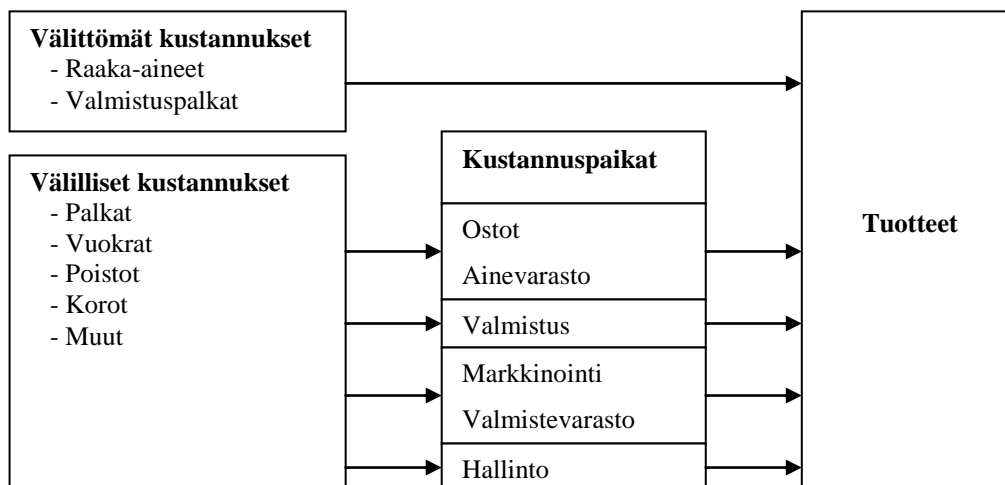 Välittömät kustannukset
- Raaka-aineet
- Valmistuspalkat
Välilliset kustannukset
- Palkat
- Vuokrat
- Poistot
- Korot
- Muut
Kustannuspaikat
Ostot
Ainevarasto
Valmistus
Markkinointi
Valmistevarasto
Hallinto
Tuotteet